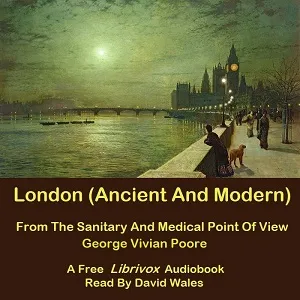 London (Ancient And Modern)
From The Sanitary And Medical Point Of View
George Vivian Poore
A Free Librivox Audiobook
Read By David Wales